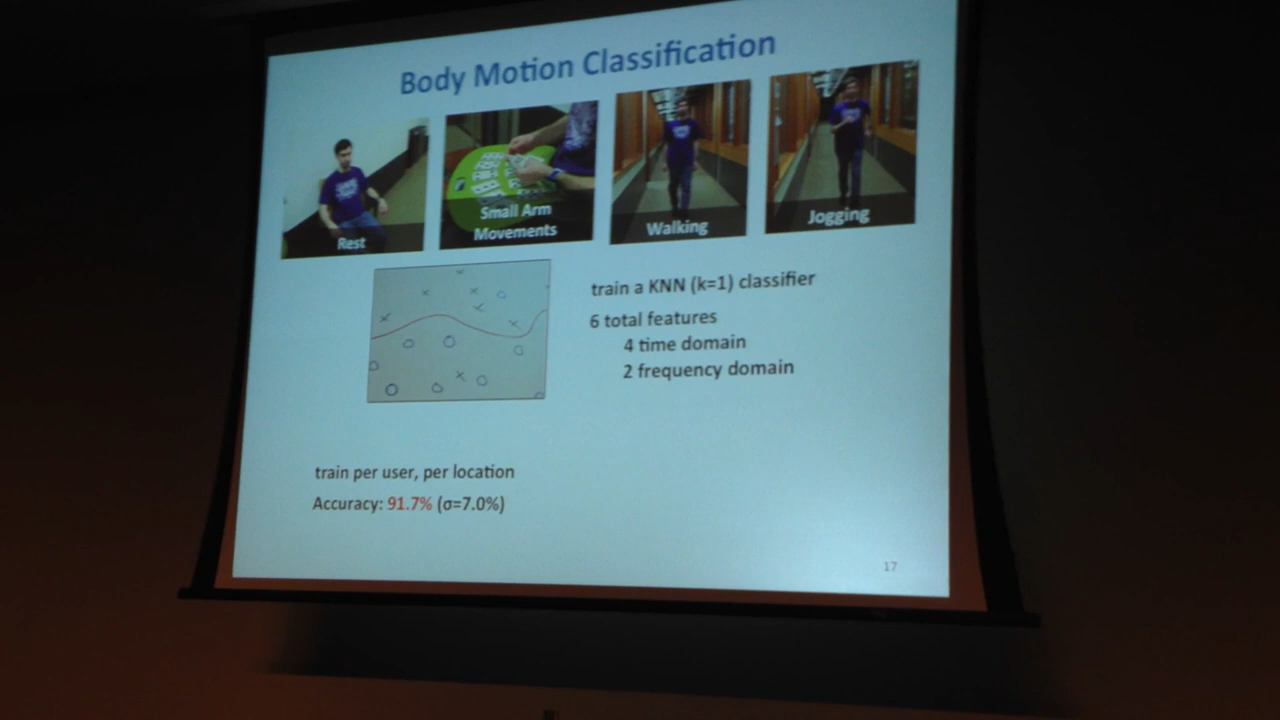 Body Motion Classification
Rest
Small Arm
Movements
Walking
Jogging
train a KNN (k=1) classifier
6 total features
4 time domain
2 frequency domain
train per user, per location
Accuracy: 91.7% (σ=7.0%)
17